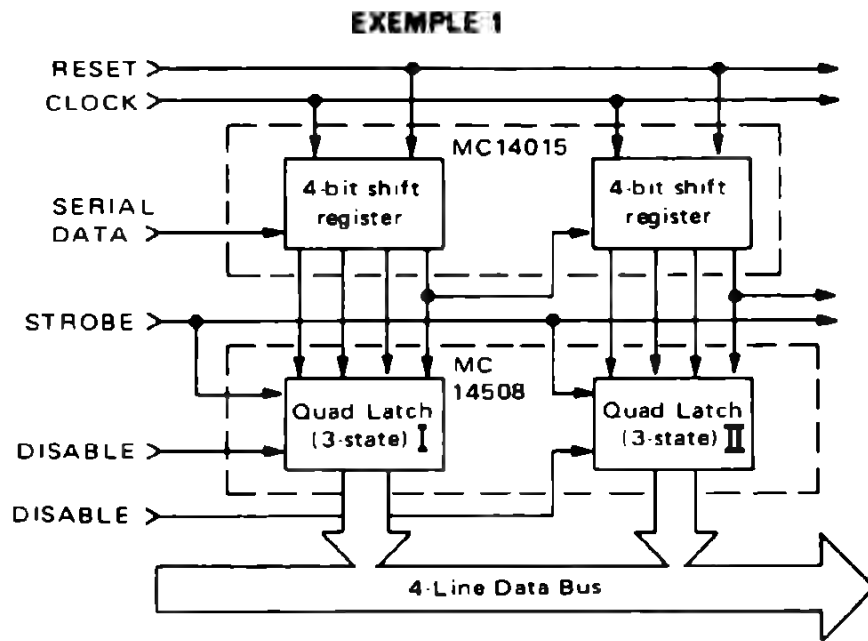 EXEMPLE 1
RESET
CLOCK
MC14015
4-bit shift
register
4-bit shift
register
SERIAL
DATA
STROBE
MC
14508
Quad Latch
(3-state) I
Quad Latch
(3-state) II
DISABLE
DISABLE
4-Line Data Bus